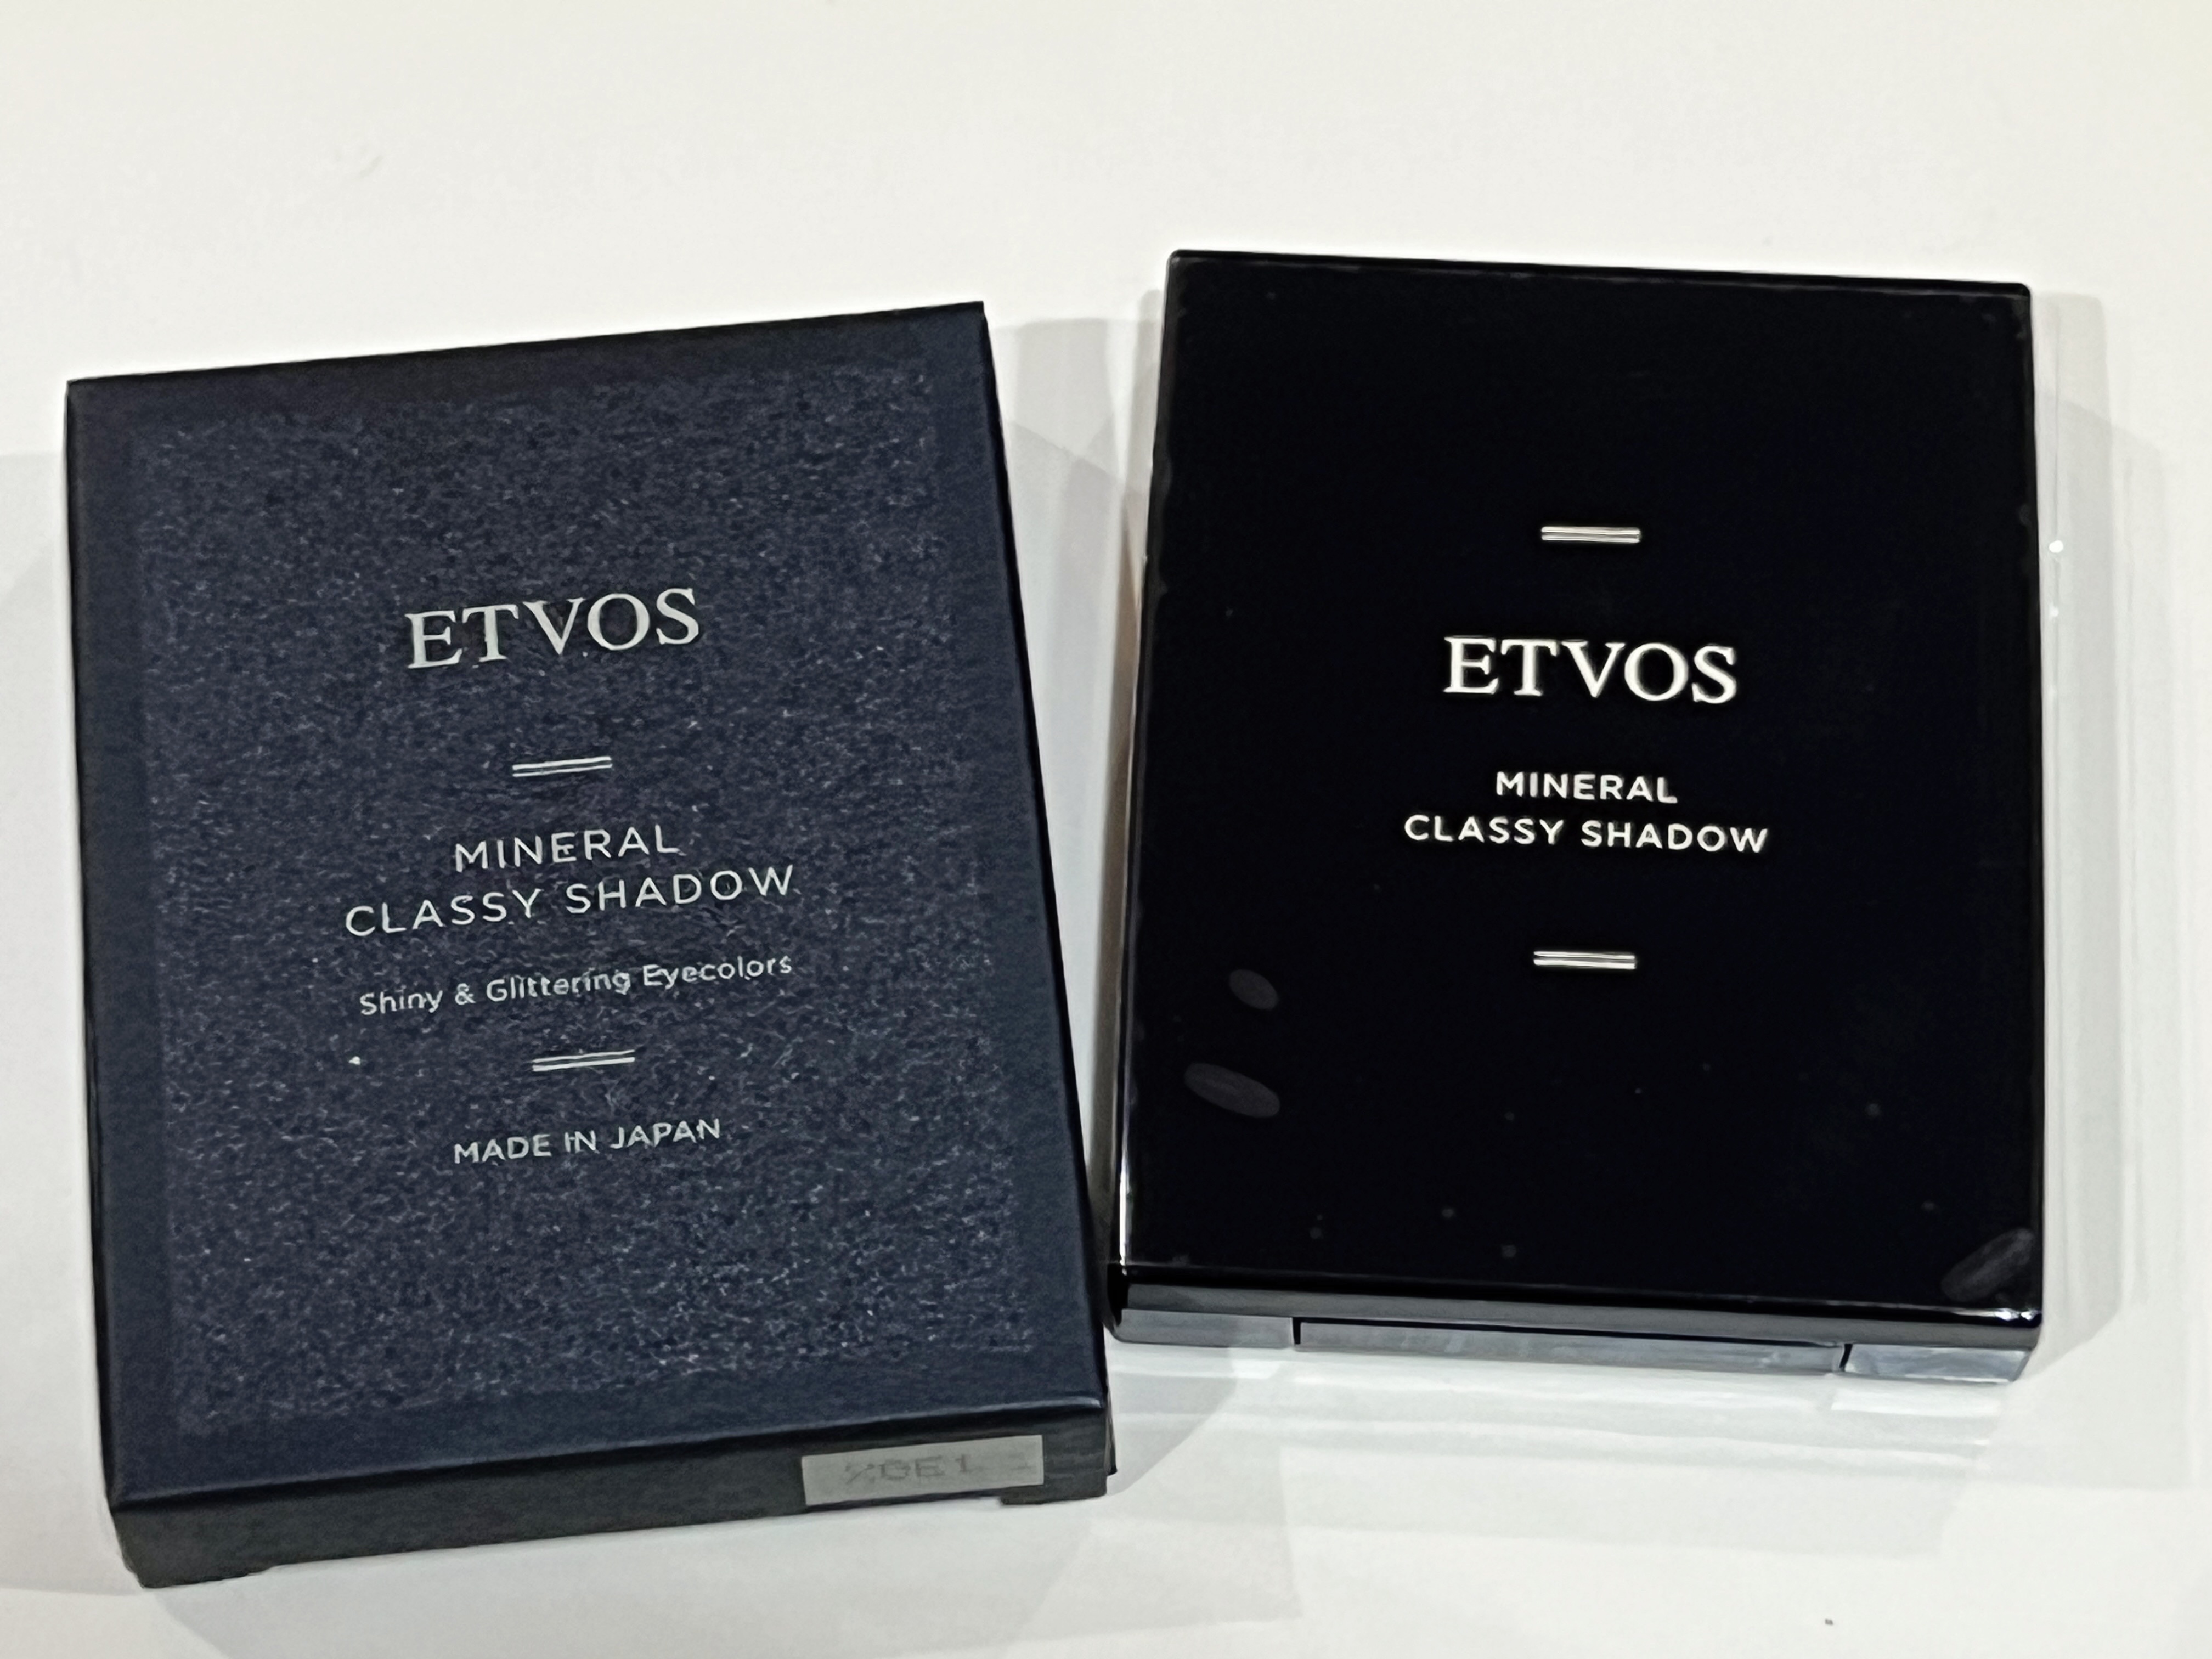 ETVOS
MINERAL
CLASSY SHADOW
Shiny & Glittering Eyecolors
MADE IN JAPAN
ETVOS
MINERAL
CLASSY SHADOW